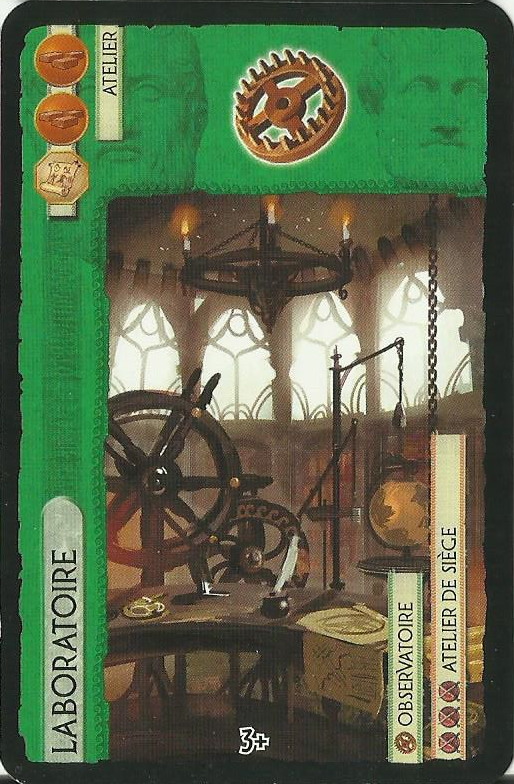 ATELIER
LABORATOIRE
OBSERVATOIRE
ATELIER DE SIÈGE
3+